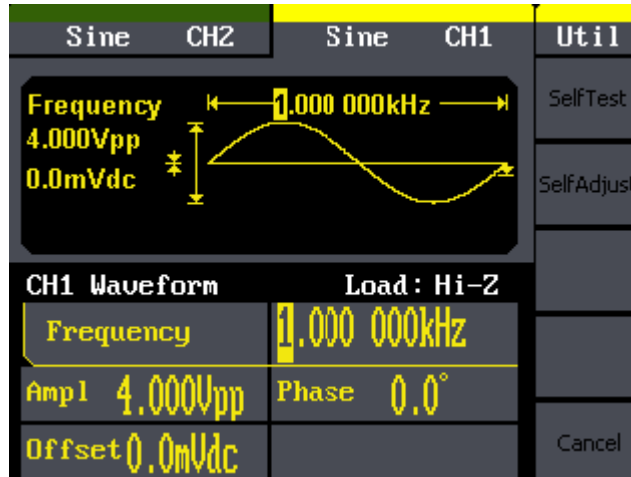 Sine CH2 Sine CH1 Util
Frequency 1.000 000kHz
4.000Vpp
0.0mVdc
SelfTest
SelfAdjust
CH1 Waveform Load: Hi-Z
Frequency 1.000 000kHz
Ampl 4.000Vpp Phase 0.0°
Offset 0.0mVdc
Cancel